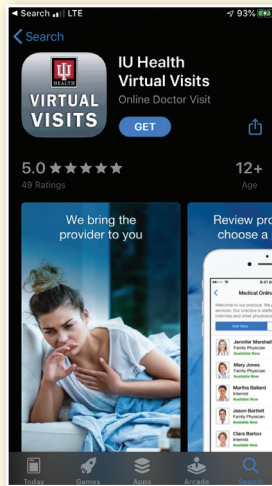 Search LTE 93%
Search
HEALTH
VIRTUAL
VISITS
IU Health
Virtual Visits
Online Doctor Visit
GET
5.0 ★★★★★
12+
49 Ratings
Age
We bring the
provider to you
Review pro
choose a
Medical Onlin
Jennifer Marshall
Family Physician
Available Now
Mary Jones
Family Physician
Available Now
Martha Ballard
Internist
Available Now
Jason Bartlett
Family Physician
Available Now
Clara Barton
Internist
Available Now
Today
Games
Apps
Arcade
Search